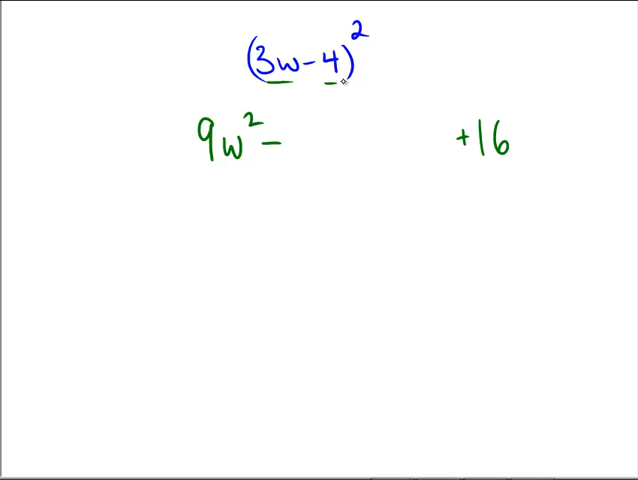 (3w-4)²
9w² - +16